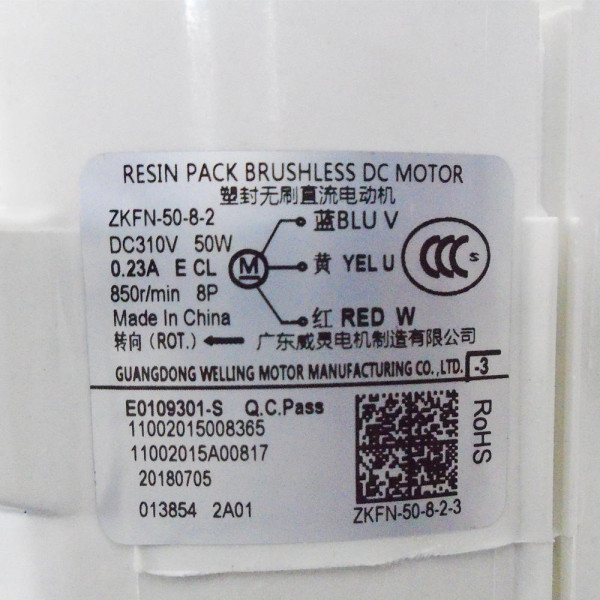 RESIN PACK BRUSHLESS DC MOTOR
塑封无刷直流电动机
ZKFN-50-8-2
DC310V 50W
0.23A E CL
850r/min 8P
Made In China
转向 (ROT.)
M
蓝BLU V
黄 YEL U
红 RED W
CCC S
广东威灵电机制造有限公司
GUANGDONG WELLING MOTOR MANUFACTURING CO.,LTD.
-3
E0109301-S Q.C.Pass
11002015008365
11002015A00817
20180705
013854 2A01
ZKFN-50-8-2-3
RoHS